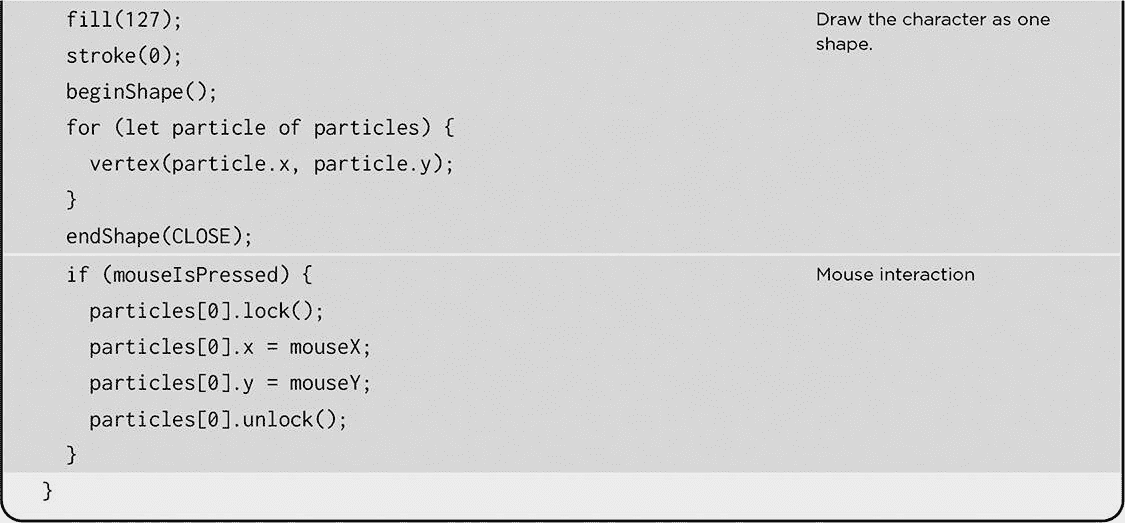 fill(127);
Draw the character as one
shape.
stroke(0);
beginShape();
for (let particle of particles) {
vertex(particle.x, particle.y);
}
endShape(CLOSE);
if (mouseIsPressed) {
Mouse interaction
particles[0].lock();
particles[0].x = mouseX;
particles[0].y = mouseY;
particles[0].unlock();
}
}